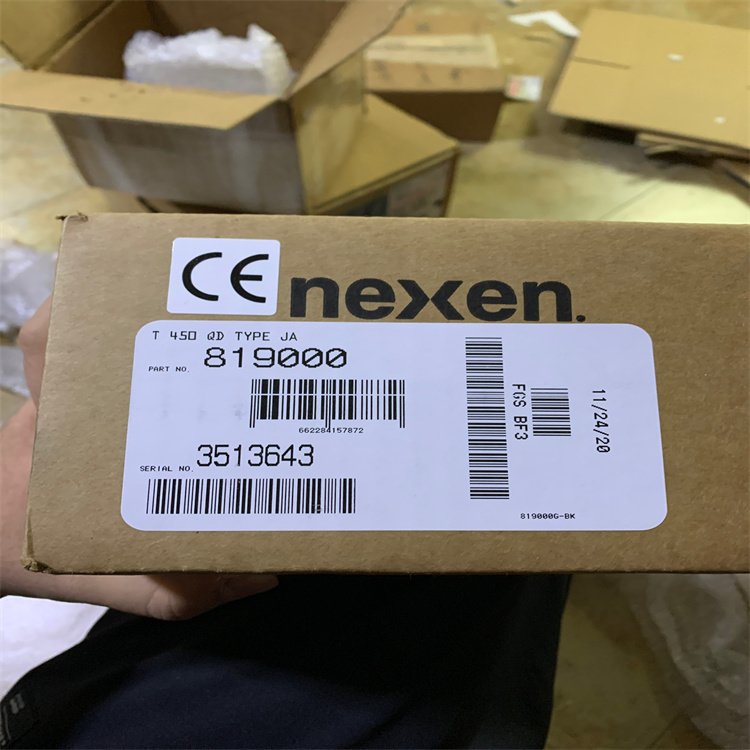 CE
nexen.
T 450 QD TYPE JA
PART NO. 819000
662284157872
SERIAL NO. 3513643
FGS BF3
11/24/20
819000G-BK